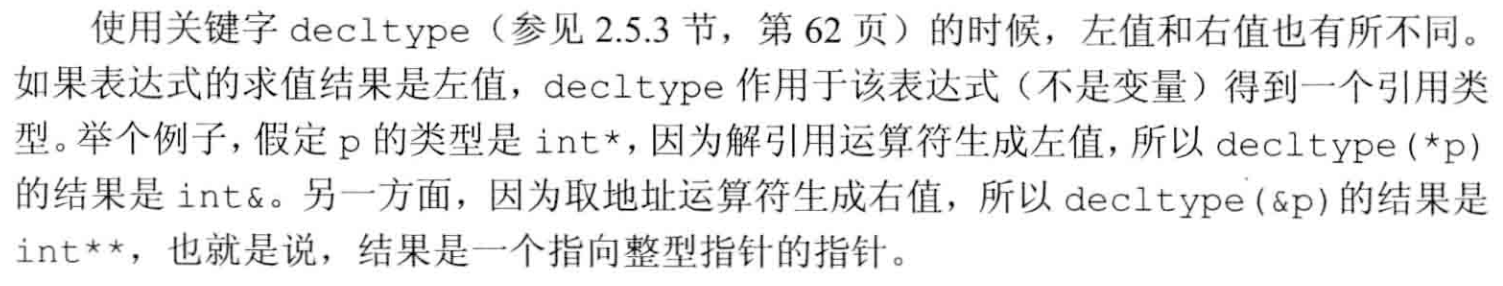 使用关键字 decltype（参见 2.5.3 节，第 62 页）的时候，左值和右值也有所不同。
如果表达式的求值结果是左值，decltype 作用于该表达式（不是变量）得到一个引用类
型。举个例子，假定 p 的类型是 int*，因为解引用运算符生成左值，所以 decltype(*p)
的结果是 int&。另一方面，因为取地址运算符生成右值，所以 decltype(&p)的结果是
int**，也就是说，结果是一个指向整型指针的指针。